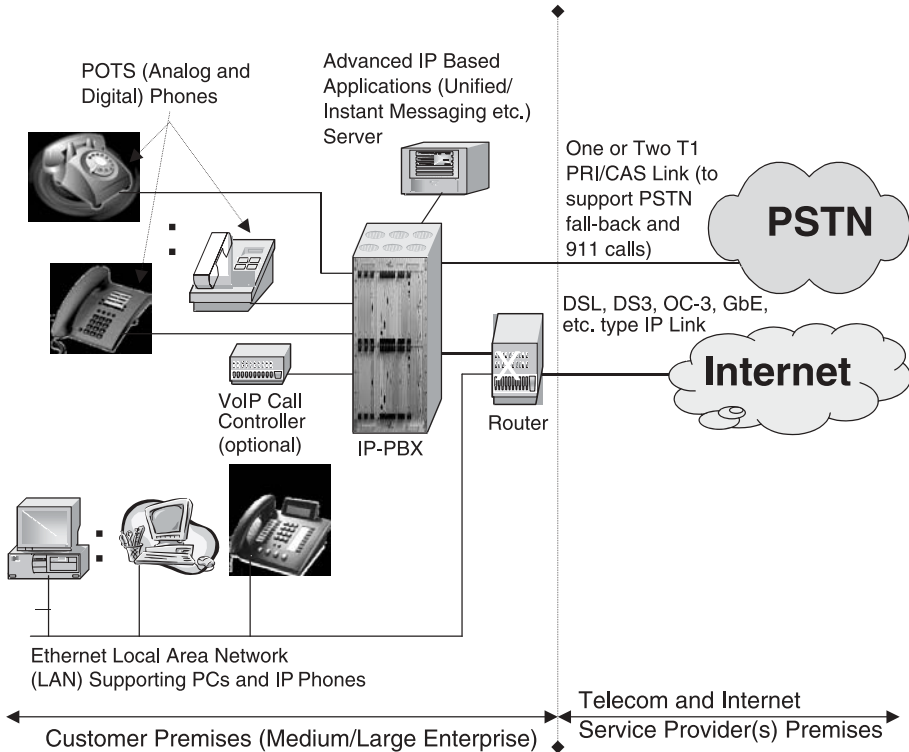 POTS (Analog and
Digital) Phones
Advanced IP Based
Applications (Unified/
Instant Messaging etc.)
Server
One or Two T1
PRI/CAS Link (to
support PSTN
fall-back and
911 calls)
PSTN
DSL, DS3, OC-3, GbE,
etc. type IP Link
Internet
VoIP Call
Controller
(optional)
IP-PBX
Router
Ethernet Local Area Network
(LAN) Supporting PCs and IP Phones
Customer Premises (Medium/Large Enterprise)
Telecom and Internet
Service Provider(s) Premises